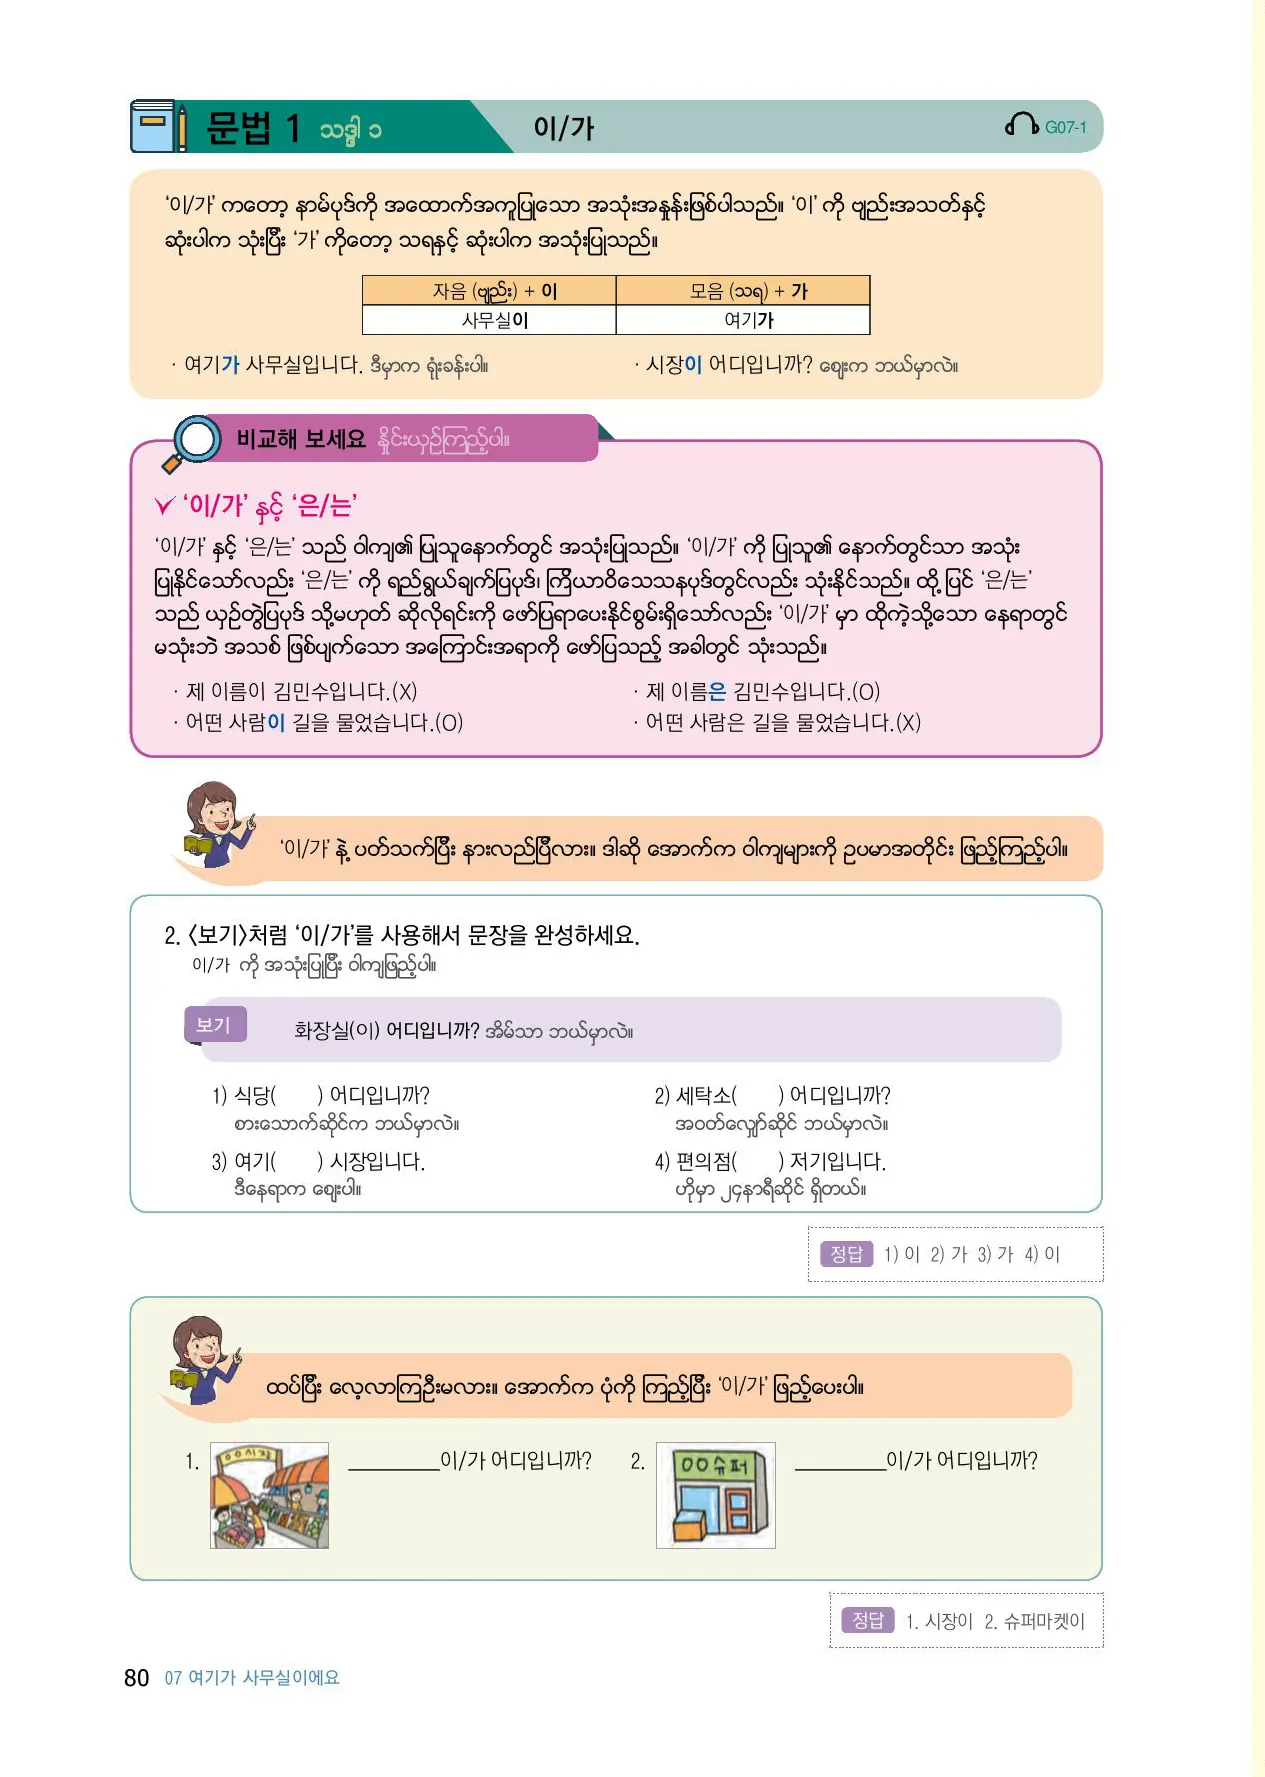 문법 1 သဒ္ဒါ ၁ 이/가 G07-1
‘이/가’ ကတော့ နာမ်ပုဒ်ကို အထောက်အကူပြုသော အသုံးအနှုန်းဖြစ်ပါသည်။ ‘이’ ကို ဗျည်းအသတ်နှင့်
ဆုံးပါက သုံးပြီး ‘가’ ကိုတော့ သရနှင့် ဆုံးပါက အသုံးပြုသည်။
자음 (ဗျည်း) + 이 모음 (သရ) + 가
사무실이 여기가
· 여기가 사무실입니다. ဒီမှာက ရုံးခန်းပါ။ · 시장이 어디입니까? ဈေးက ဘယ်မှာလဲ။
비교해 보세요 နှိုင်းယှဉ်ကြည့်ပါ။
‘이/가’ နှင့် ‘은/는’
‘이/가’ နှင့် ‘은/는’ သည် ဝါကျ၏ ပြုသူနောက်တွင် အသုံးပြုသည်။ ‘이/가’ ကို ပြုသူ၏ နောက်တွင်သာ အသုံး
ပြုနိုင်သော်လည်း ‘은/는’ ကို ရည်ရွယ်ချက်ပြပုဒ်၊ ကြိယာဝိသေသနပုဒ်တွင်လည်း သုံးနိုင်သည်။ ထို့ပြင် ‘은/는’
သည် ယှဉ်တွဲပြပုဒ် သို့မဟုတ် ဆိုလိုရင်းကို ဖော်ပြရာပေးနိုင်စွမ်းရှိသော်လည်း ‘이/가’ မှာ ထိုကဲ့သို့သော နေရာတွင်
မသုံးဘဲ အသစ် ဖြစ်ပျက်သော အကြောင်းအရာကို ဖော်ပြသည့် အခါတွင် သုံးသည်။
· 제 이름이 김민수입니다.(X) · 제 이름은 김민수입니다.(O)
· 어떤 사람이 길을 물었습니다.(O) · 어떤 사람은 길을 물었습니다.(X)
‘이/가’ နဲ့ ပတ်သက်ပြီး နားလည်ပြီလား။ ဒါဆို အောက်က ဝါကျများကို ဥပမာအတိုင်း ဖြည့်ကြည့်ပါ။
2. 〈보기〉처럼 ‘이/가’를 사용해서 문장을 완성하세요.
이/가 ကို အသုံးပြုပြီး ဝါကျဖြည့်ပါ။
보기 화장실(이) 어디입니까? အိမ်သာ ဘယ်မှာလဲ။
1) 식당( ) 어디입니까? 2) 세탁소( ) 어디입니까?
စားသောက်ဆိုင်က ဘယ်မှာလဲ။ အဝတ်လျှော်ဆိုင် ဘယ်မှာလဲ။
3) 여기( ) 시장입니다. 4) 편의점( ) 저기입니다.
ဒီနေရာက ဈေးပါ။ ဟိုမှာ ၂၄နာရီဆိုင် ရှိတယ်။
정답 1) 이 2) 가 3) 가 4) 이
ထပ်ပြီး လေ့လာကြဦးမလား။ အောက်က ပုံကို ကြည့်ပြီး ‘이/가’ ဖြည့်ပေးပါ။
1. ㅇㅇ시장 _________이/가 어디입니까? 2. ㅇㅇ슈퍼 _________이/가 어디입니까?
정답 1. 시장이 2. 슈퍼마켓이
80 07 여기가 사무실이에요